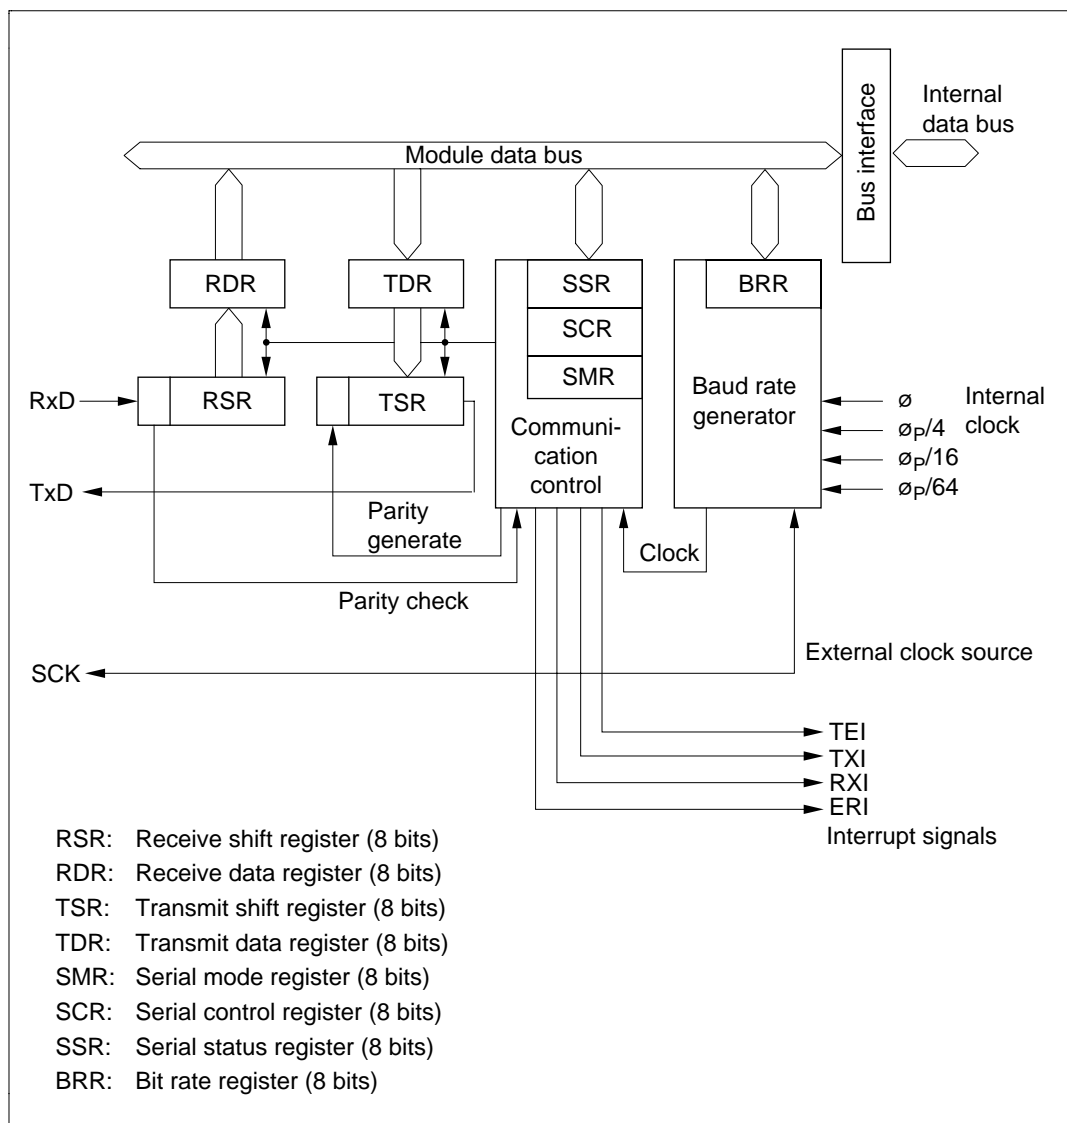 Internal
data bus
Bus interface
Module data bus
RDR
TDR
SSR
BRR
SCR
SMR
RxD
RSR
TSR
Baud rate
generator
ø
Internal
clock
øP/4
øP/16
øP/64
Communi-
cation
control
TxD
Parity
generate
Clock
Parity check
External clock source
SCK
TEI
TXI
RXI
ERI
Interrupt signals
RSR: Receive shift register (8 bits)
RDR: Receive data register (8 bits)
TSR: Transmit shift register (8 bits)
TDR: Transmit data register (8 bits)
SMR: Serial mode register (8 bits)
SCR: Serial control register (8 bits)
SSR: Serial status register (8 bits)
BRR: Bit rate register (8 bits)